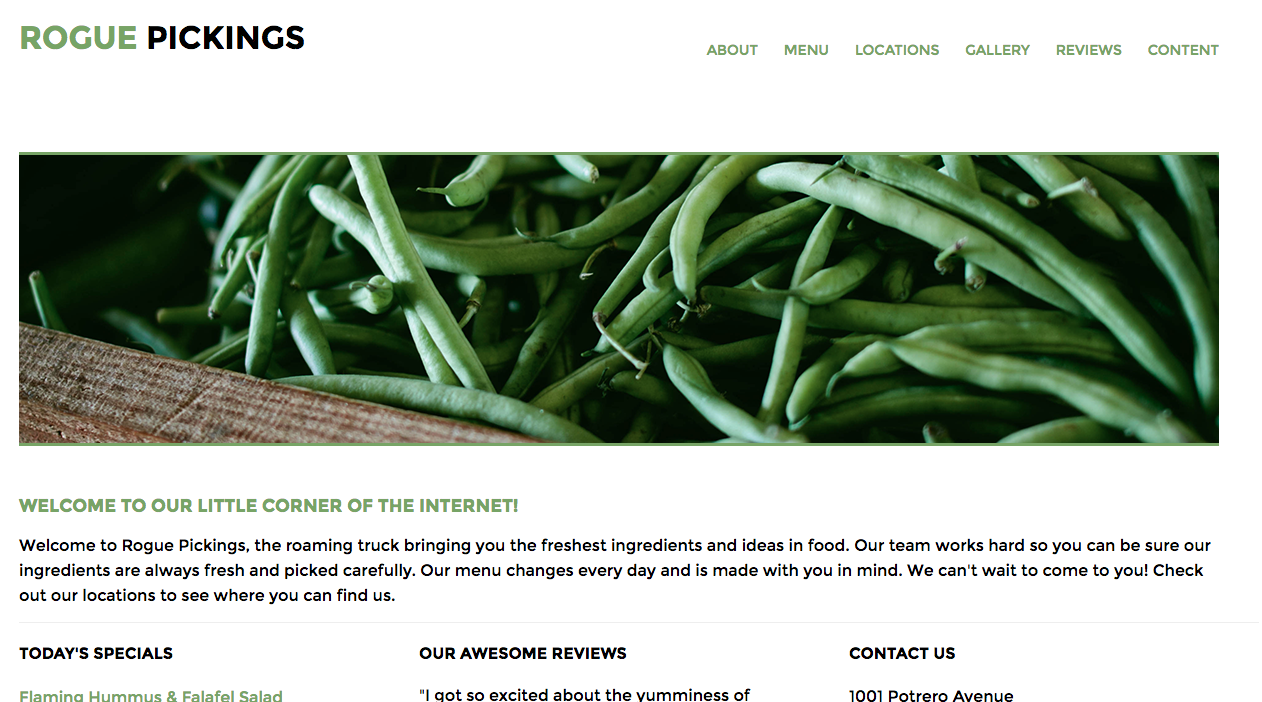 ROGUE PICKINGS
ABOUT MENU LOCATIONS GALLERY REVIEWS CONTENT
WELCOME TO OUR LITTLE CORNER OF THE INTERNET!
Welcome to Rogue Pickings, the roaming truck bringing you the freshest ingredients and ideas in food. Our team works hard so you can be sure our
ingredients are always fresh and picked carefully. Our menu changes every day and is made with you in mind. We can't wait to come to you! Check
out our locations to see where you can find us.
TODAY'S SPECIALS
Flaming Hummus & Falafel Salad
OUR AWESOME REVIEWS
"I got so excited about the yumminess of
CONTACT US
1001 Potrero Avenue